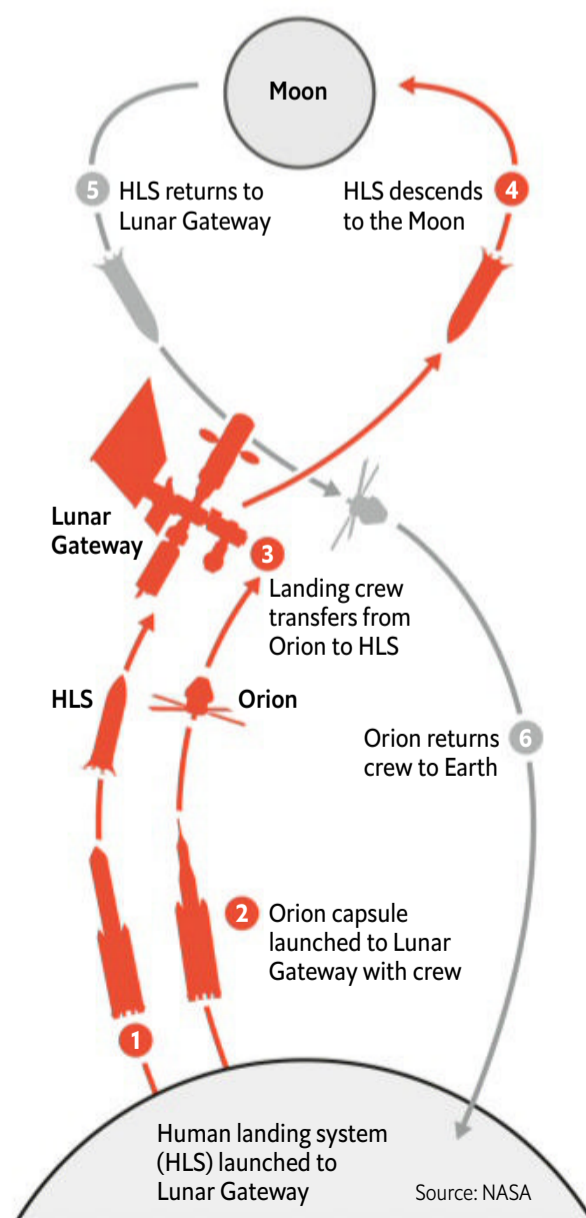 Moon
5 HLS returns to
Lunar Gateway
HLS descends 4
to the Moon
Lunar
Gateway
3
Landing crew
transfers from
Orion to HLS
HLS
Orion
Orion returns 6
crew to Earth
2 Orion capsule
launched to Lunar
Gateway with crew
1
Human landing system
(HLS) launched to
Lunar Gateway
Source: NASA